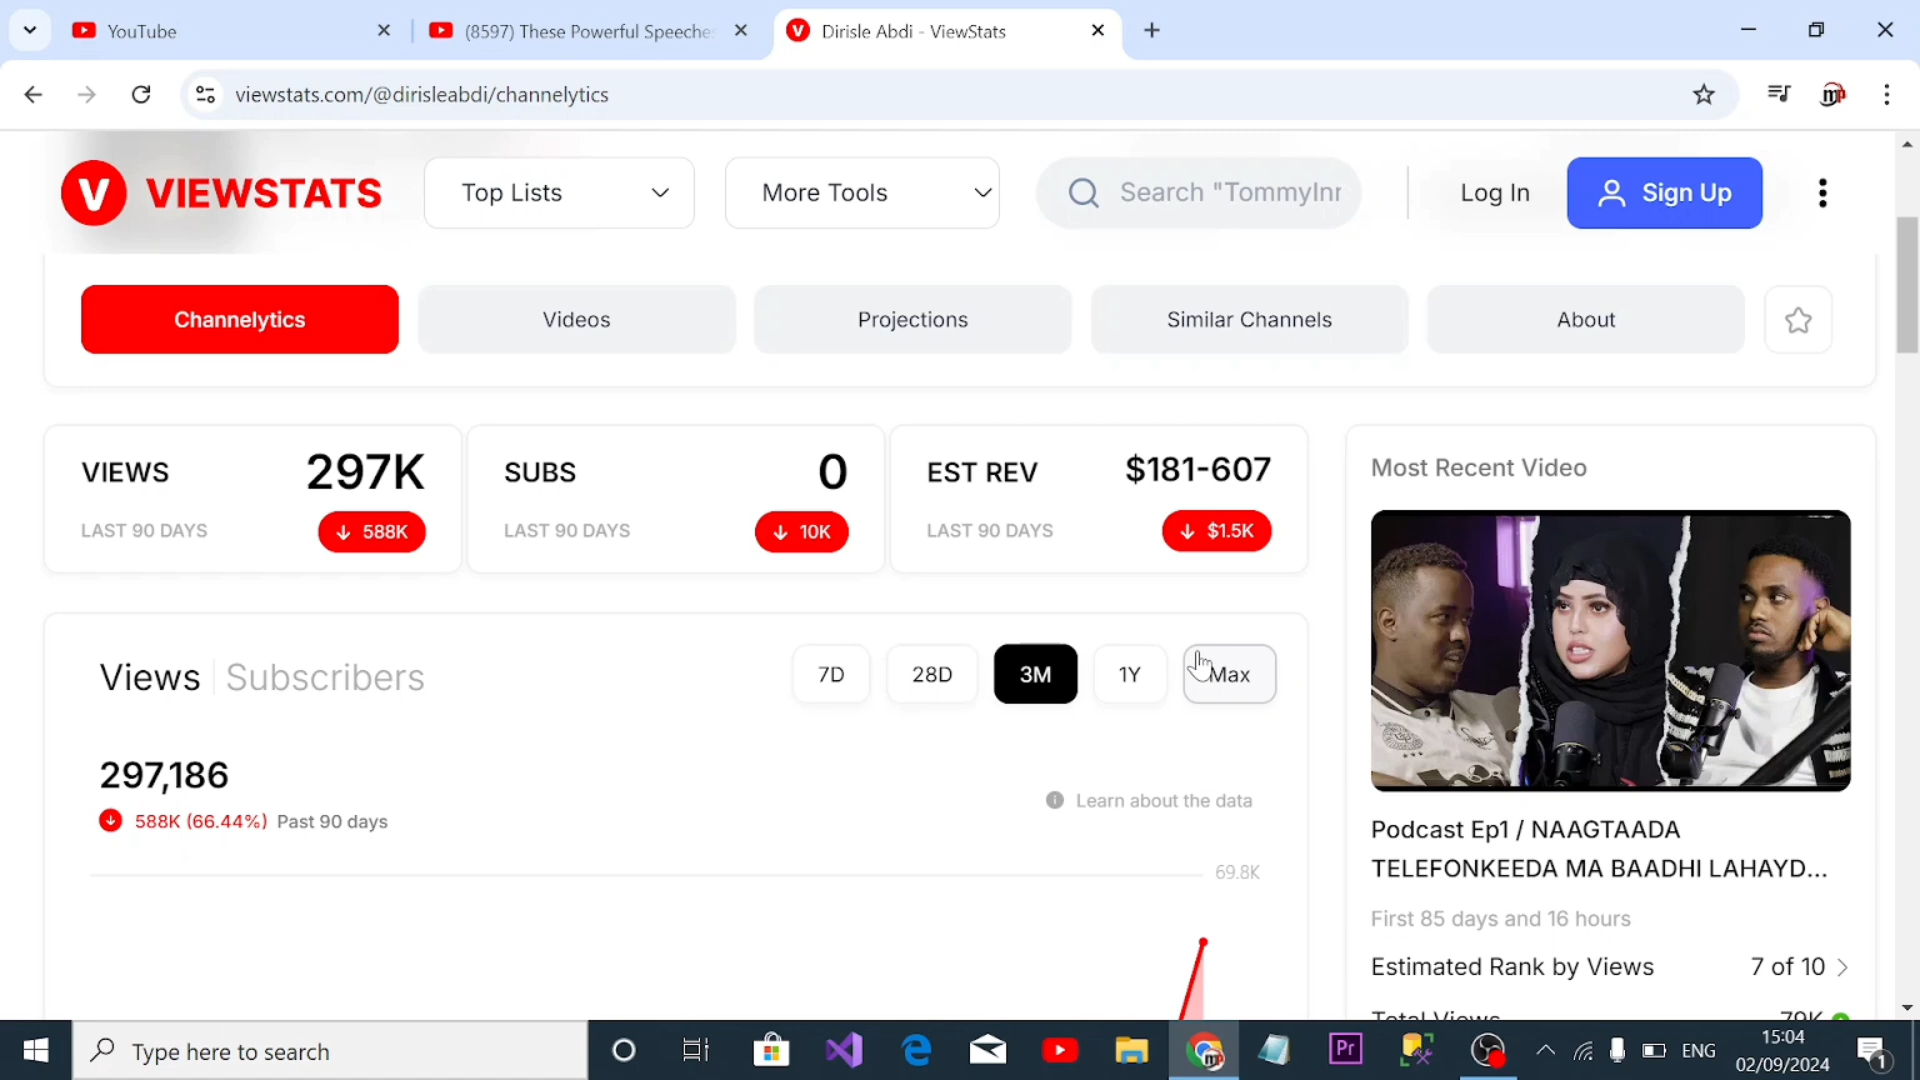 YouTube
(8597) These Powerful Speeche
Dirisle Abdi - ViewStats
viewstats.com/@dirisleabdi/channelytics
V VIEWSTATS
Top Lists
More Tools
Search "TommyInr
Log In
Sign Up
Channelytics
Videos
Projections
Similar Channels
About
VIEWS 297K
LAST 90 DAYS 588K
SUBS 0
LAST 90 DAYS 10K
EST REV $181-607
LAST 90 DAYS $1.5K
Views Subscribers
7D 28D 3M 1Y Max
297,186
588K (66.44%) Past 90 days
Learn about the data
69.8K
Most Recent Video
Podcast Ep1 / NAAGTAADA
TELEFONKEEDA MA BAADHI LAHAYD...
First 85 days and 16 hours
Estimated Rank by Views 7 of 10
Total Views 79K
Type here to search
Pr
ENG
15:04
02/09/2024
1